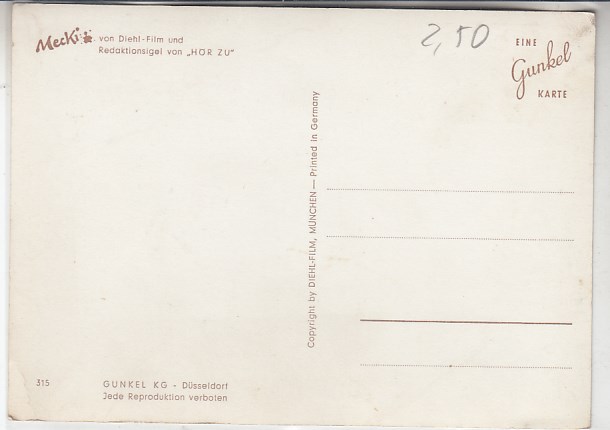 Mecki von Diehl-Film und
Redaktionsigel von „HÖR ZU"
2,50
EINE
Gunkel
KARTE
Copyright by DIEHL-FILM, MÜNCHEN — Printed in Germany
315
GUNKEL KG - Düsseldorf
Jede Reproduktion verboten